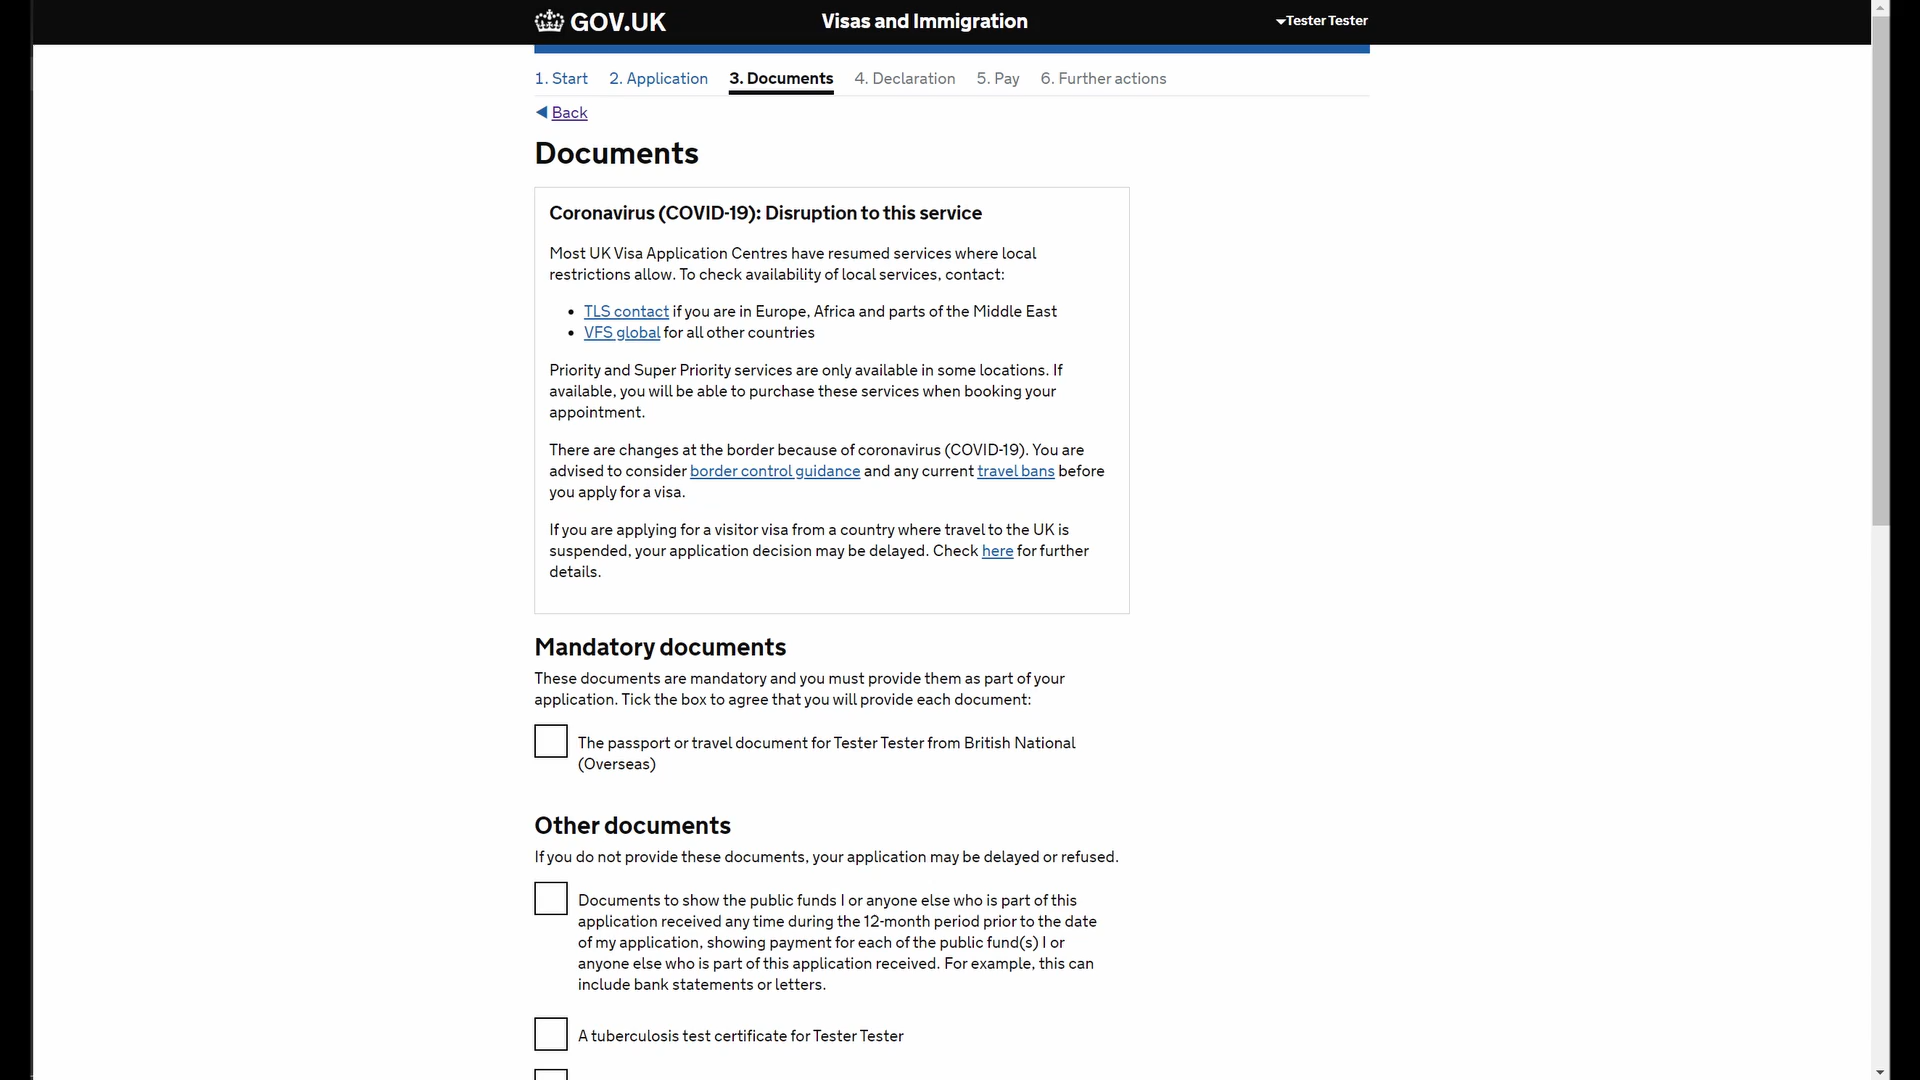 GOV.UK
Visas and Immigration
Tester Tester
1. Start 2. Application 3. Documents 4. Declaration 5. Pay 6. Further actions
Back
Documents
Coronavirus (COVID-19): Disruption to this service
Most UK Visa Application Centres have resumed services where local
restrictions allow. To check availability of local services, contact:
• TLS contact if you are in Europe, Africa and parts of the Middle East
• VFS global for all other countries
Priority and Super Priority services are only available in some locations. If
available, you will be able to purchase these services when booking your
appointment.
There are changes at the border because of coronavirus (COVID-19). You are
advised to consider border control guidance and any current travel bans before
you apply for a visa.
If you are applying for a visitor visa from a country where travel to the UK is
suspended, your application decision may be delayed. Check here for further
details.
Mandatory documents
These documents are mandatory and you must provide them as part of your
application. Tick the box to agree that you will provide each document:
The passport or travel document for Tester Tester from British National
(Overseas)
Other documents
If you do not provide these documents, your application may be delayed or refused.
Documents to show the public funds I or anyone else who is part of this
application received any time during the 12-month period prior to the date
of my application, showing payment for each of the public fund(s) I or
anyone else who is part of this application received. For example, this can
include bank statements or letters.
A tuberculosis test certificate for Tester Tester